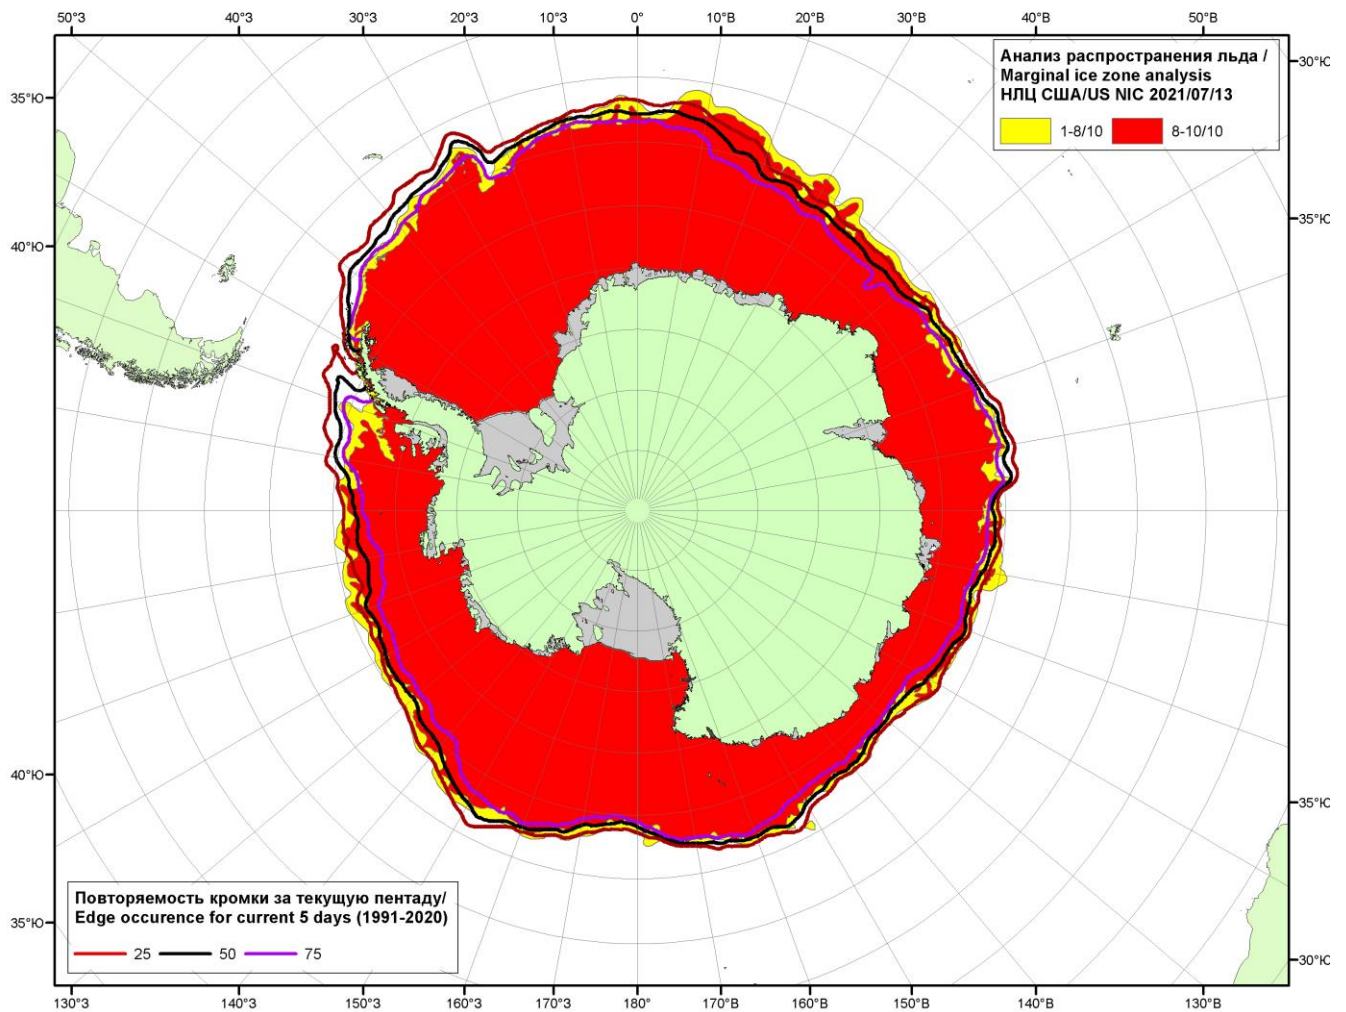 50°З 40°З 30°З 20°З 10°З 0° 10°В 20°В 30°В 40°В 50°В
Анализ распространения льда /
Marginal ice zone analysis
НЛЦ США/US NIC 2021/07/13
1-8/10 8-10/10
30°Ю
35°Ю
35°Ю
40°Ю
40°Ю
35°Ю
35°Ю
30°Ю
Повторяемость кромки за текущую пентаду/
Edge occurence for current 5 days (1991-2020)
25 50 75
130°З 140°З 150°З 160°З 170°З 180° 170°В 160°В 150°В 140°В 130°В